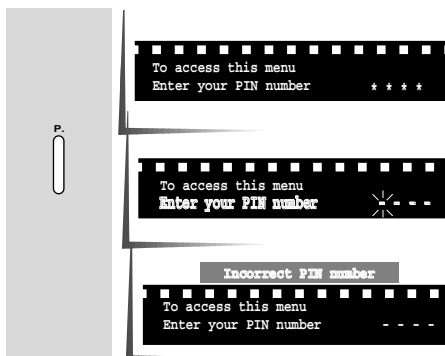 To access this menu
Enter your PIN number * * * *
P.
To access this menu
Enter your PIN number - - - -
Incorrect PIN number
To access this menu
Enter your PIN number - - - -